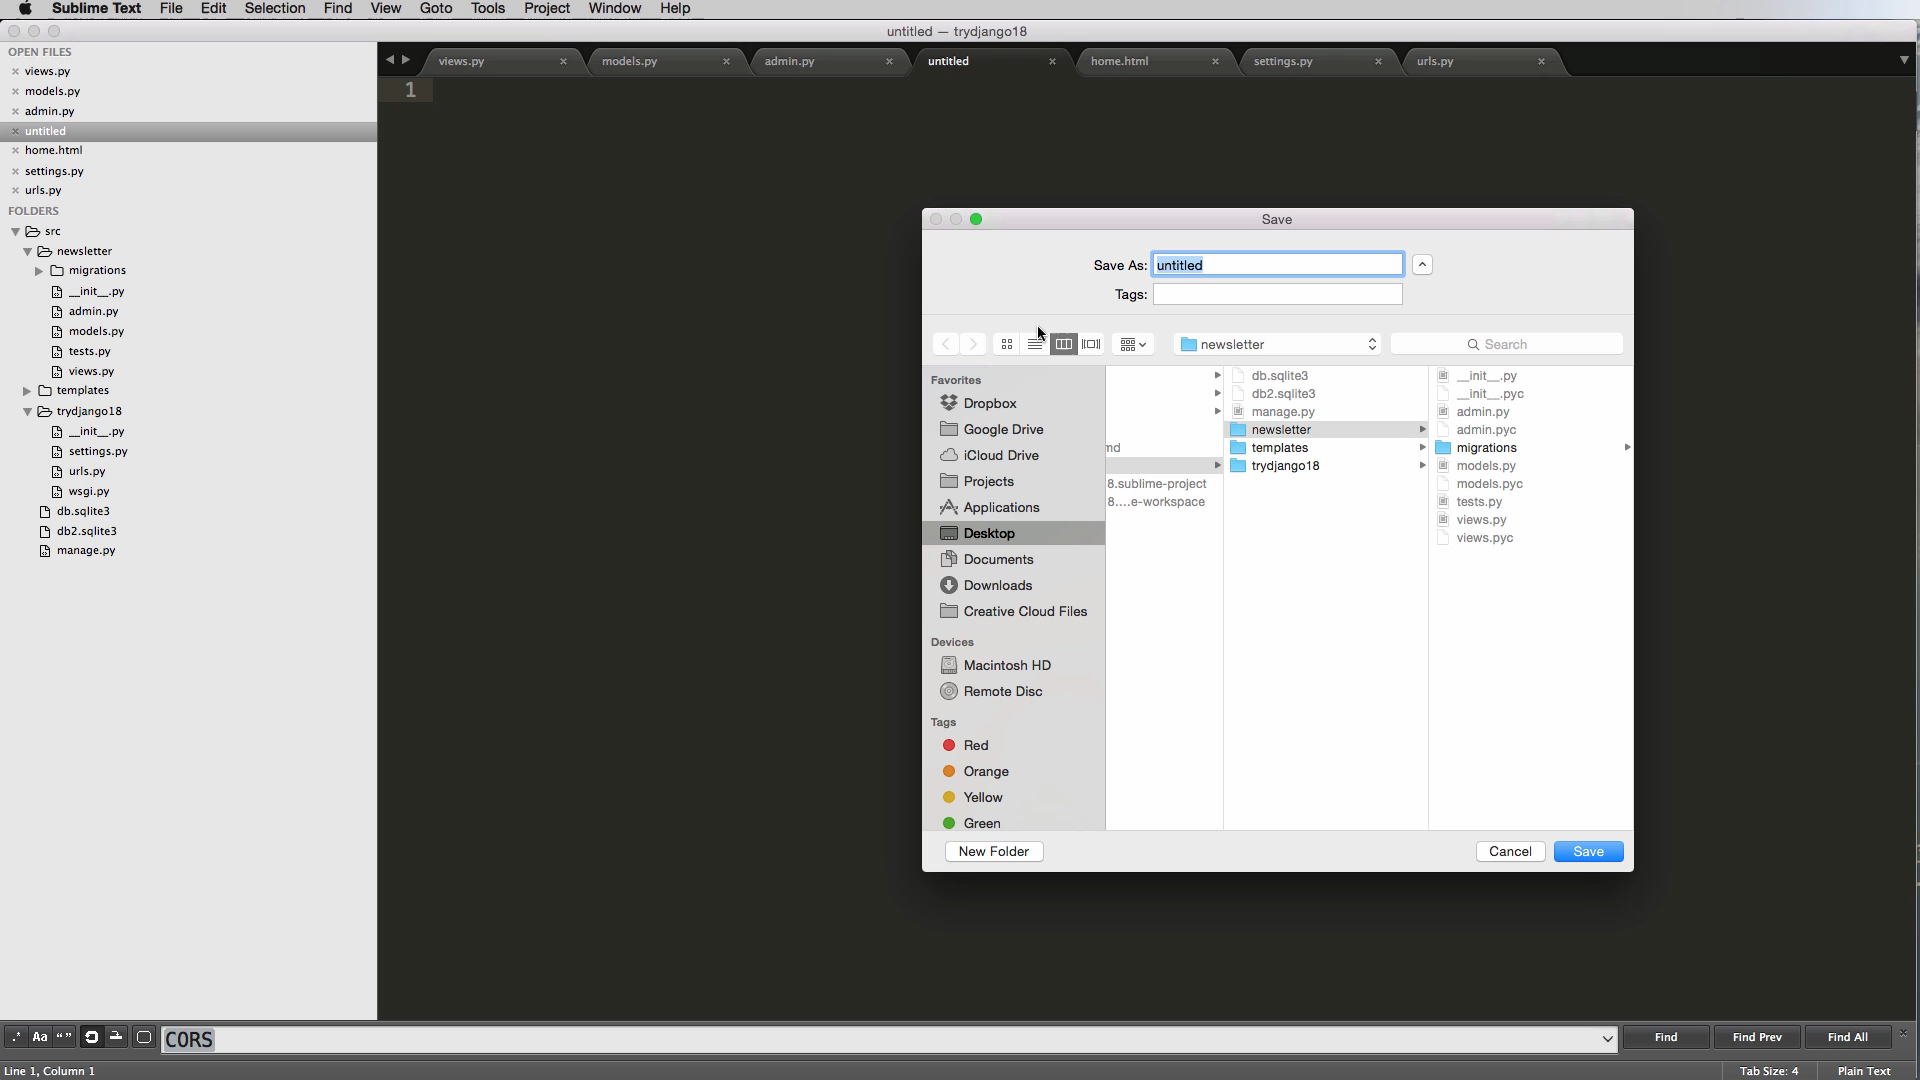 Sublime Text File Edit Selection Find View Goto Tools Project Window Help
untitled — trydjango18
OPEN FILES
views.py
models.py
admin.py
untitled
home.html
settings.py
urls.py
FOLDERS
src
newsletter
migrations
__init__.py
admin.py
models.py
tests.py
views.py
templates
trydjango18
__init__.py
settings.py
urls.py
wsgi.py
db.sqlite3
db2.sqlite3
manage.py
views.py models.py admin.py untitled home.html settings.py urls.py
1
Save
Save As: untitled
Tags:
newsletter
Search
Favorites
Dropbox
Google Drive
iCloud Drive
Projects
Applications
Desktop
Documents
Downloads
Creative Cloud Files
Devices
Macintosh HD
Remote Disc
Tags
Red
Orange
Yellow
Green
md
8.sublime-project
8....e-workspace
db.sqlite3
db2.sqlite3
manage.py
newsletter
templates
trydjango18
__init__.py
__init__.pyc
admin.py
admin.pyc
migrations
models.py
models.pyc
tests.py
views.py
views.pyc
New Folder Cancel Save
.* Aa “ ” CORS Find Find Prev Find All
Line 1, Column 1 Tab Size: 4 Plain Text